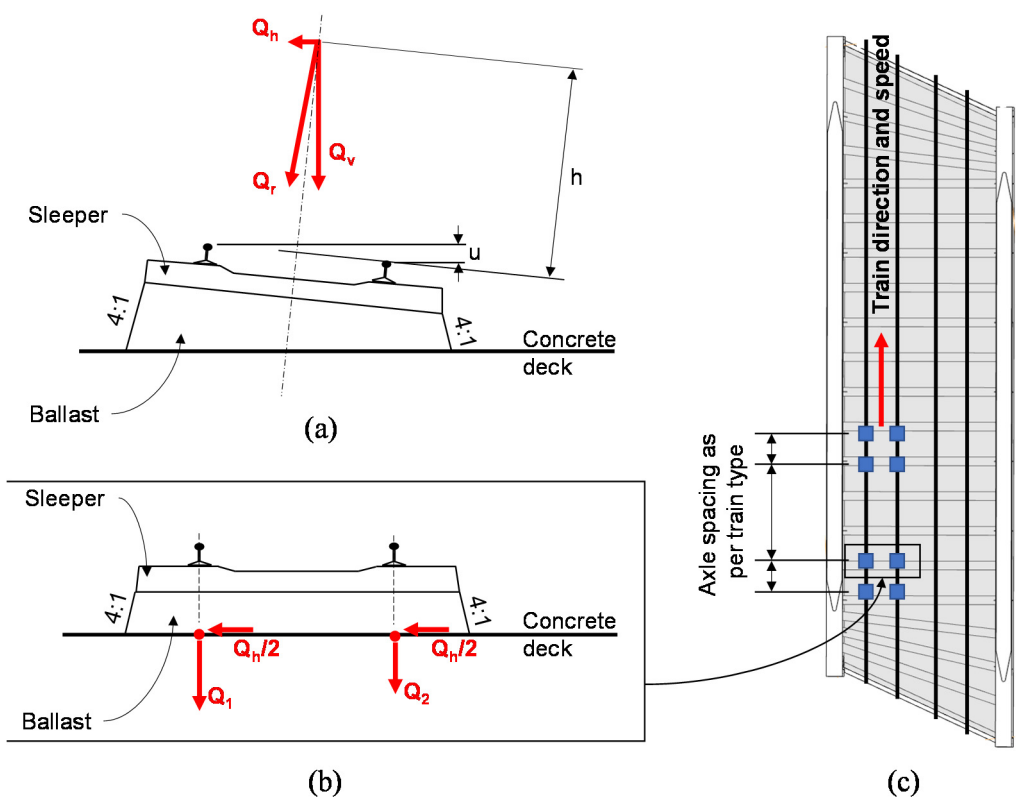 Qh
Qv
Qr
h
Sleeper
u
4:1
4:1
Concrete
deck
Ballast
(a)
Sleeper
4:1
4:1
Concrete
deck
Qh/2
Qh/2
Q1
Q2
Ballast
(b)
Train direction and speed
Axle spacing as
per train type
(c)